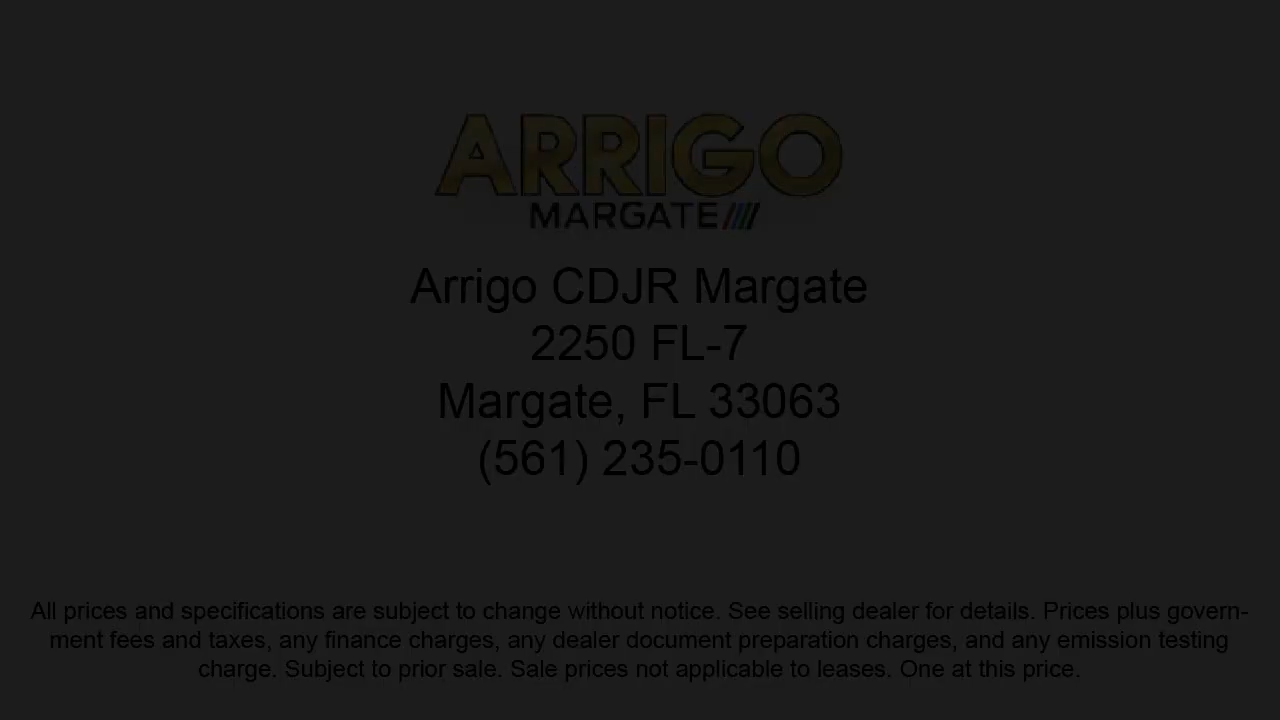 ARRIGO
MARGATE
Arrigo CDJR Margate
2250 FL-7
Margate, FL 33063
(561) 235-0110
All prices and specifications are subject to change without notice. See selling dealer for details. Prices plus govern-
ment fees and taxes, any finance charges, any dealer document preparation charges, and any emission testing
charge. Subject to prior sale. Sale prices not applicable to leases. One at this price.